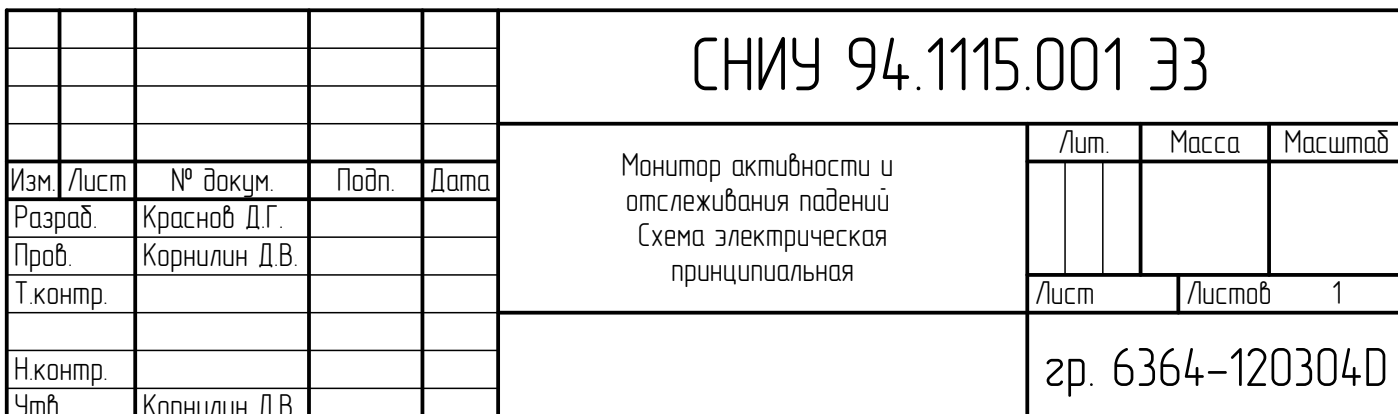 СНИУ 94.1115.001 ЭЗ
Монитор активности и
отслеживания падений
Схема электрическая
принципиальная
Лит. Масса Масштаб
Изм. Лист № докум. Подп. Дата
Разраб. Краснов Д.Г.
Пров. Корнилин Д.В.
Т.контр.
Лист Листов 1
Н.контр.
гр. 6364-120304D
Утв. Корнилин Д.В.